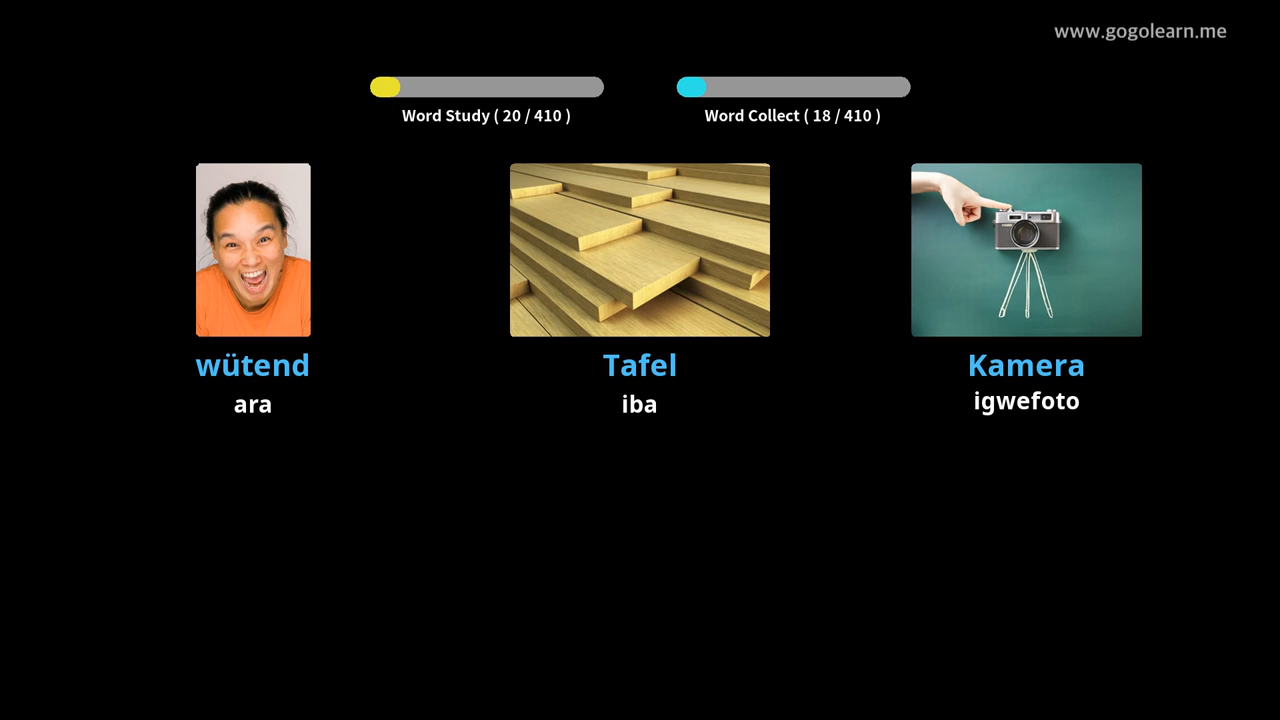 www.gogolearn.me
Word Study ( 20 / 410 )
Word Collect ( 18 / 410 )
wütend
ara
Tafel
iba
Kamera
igwefoto